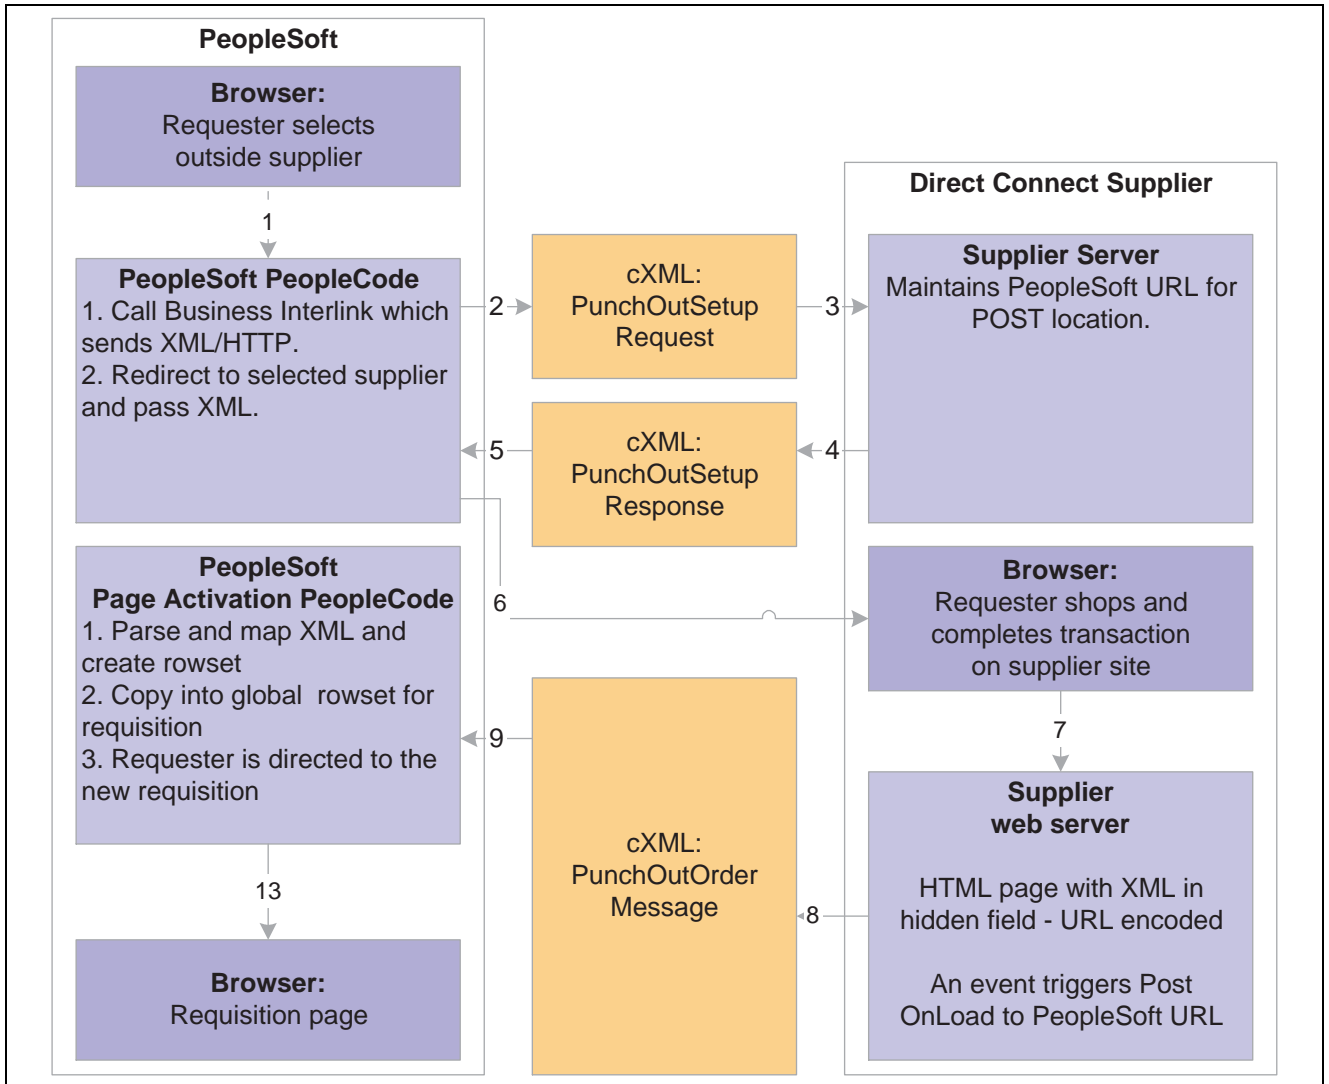 PeopleSoft
Browser:
Requester selects
outside supplier
1
PeopleSoft PeopleCode
1. Call Business Interlink which
sends XML/HTTP.
2. Redirect to selected supplier
and pass XML.
2
cXML:
PunchOutSetup
Request
3
Direct Connect Supplier
Supplier Server
Maintains PeopleSoft URL for
POST location.
4
cXML:
PunchOutSetup
Response
5
6
Browser:
Requester shops and
completes transaction
on supplier site
7
Supplier
web server
HTML page with XML in
hidden field - URL encoded
An event triggers Post
OnLoad to PeopleSoft URL
8
cXML:
PunchOutOrder
Message
9
PeopleSoft
Page Activation PeopleCode
1. Parse and map XML and
create rowset
2. Copy into global rowset for
requisition
3. Requester is directed to the
new requisition
13
Browser:
Requisition page